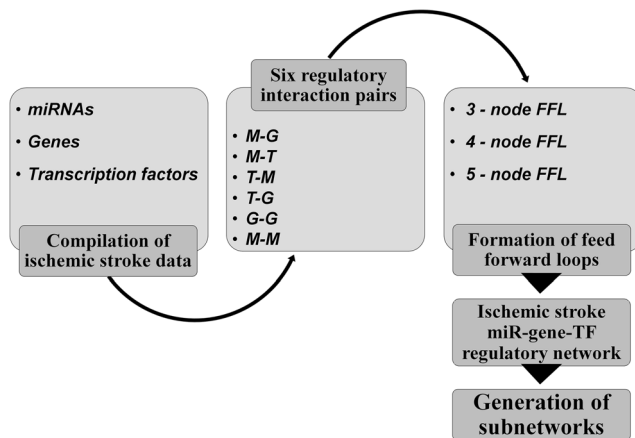 • miRNAs
• Genes
• Transcription factors
Compilation of
ischemic stroke data
Six regulatory
interaction pairs
• M-G
• M-T
• T-M
• T-G
• G-G
• M-M
• 3 - node FFL
• 4 - node FFL
• 5 - node FFL
Formation of feed
forward loops
Ischemic stroke
miR-gene-TF
regulatory network
Generation of
subnetworks